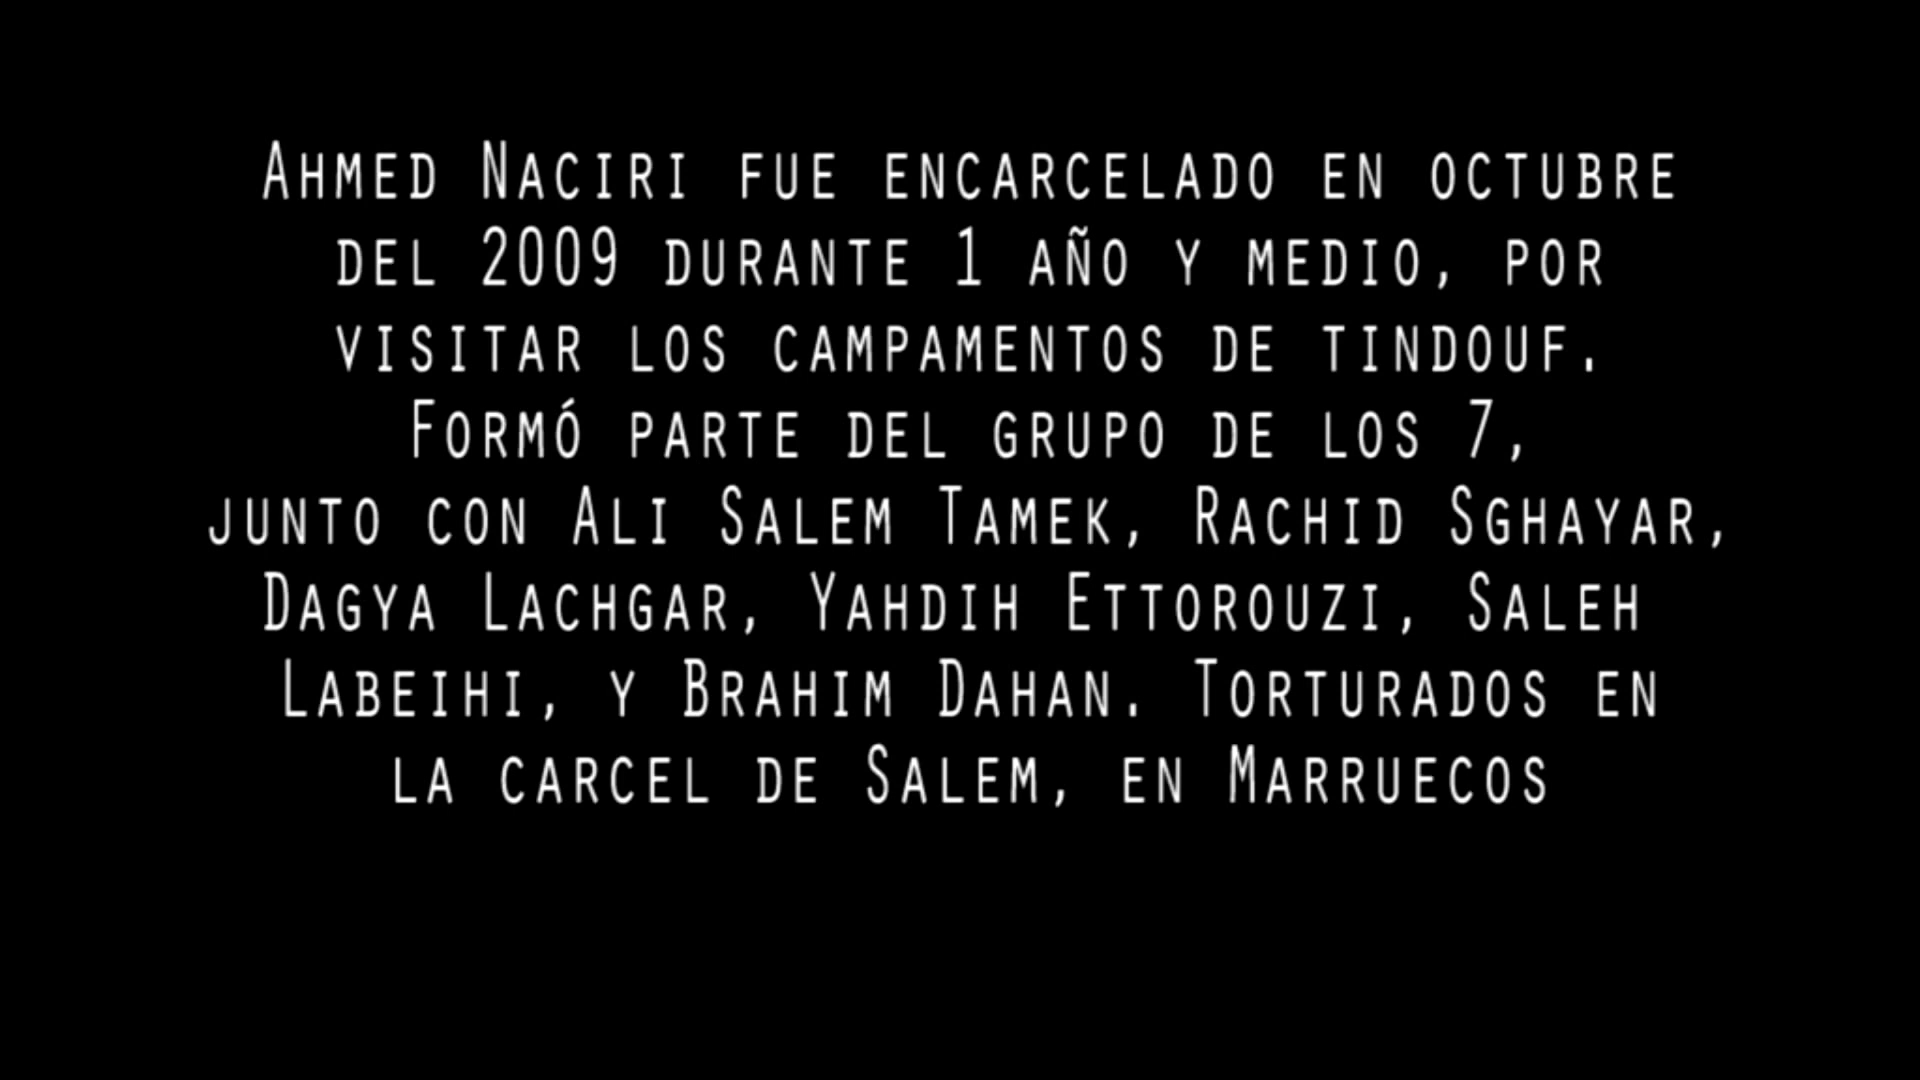 Ahmed Naciri fue encarcelado en octubre
del 2009 durante 1 año y medio, por
visitar los campamentos de tindouf.
Formó parte del grupo de los 7,
junto con Ali Salem Tamek, Rachid Sghayar,
Dagya Lachgar, Yahdih Ettorouzi, Saleh
Labeihi, y Brahim Dahan. Torturados en
la carcel de Salem, en Marruecos